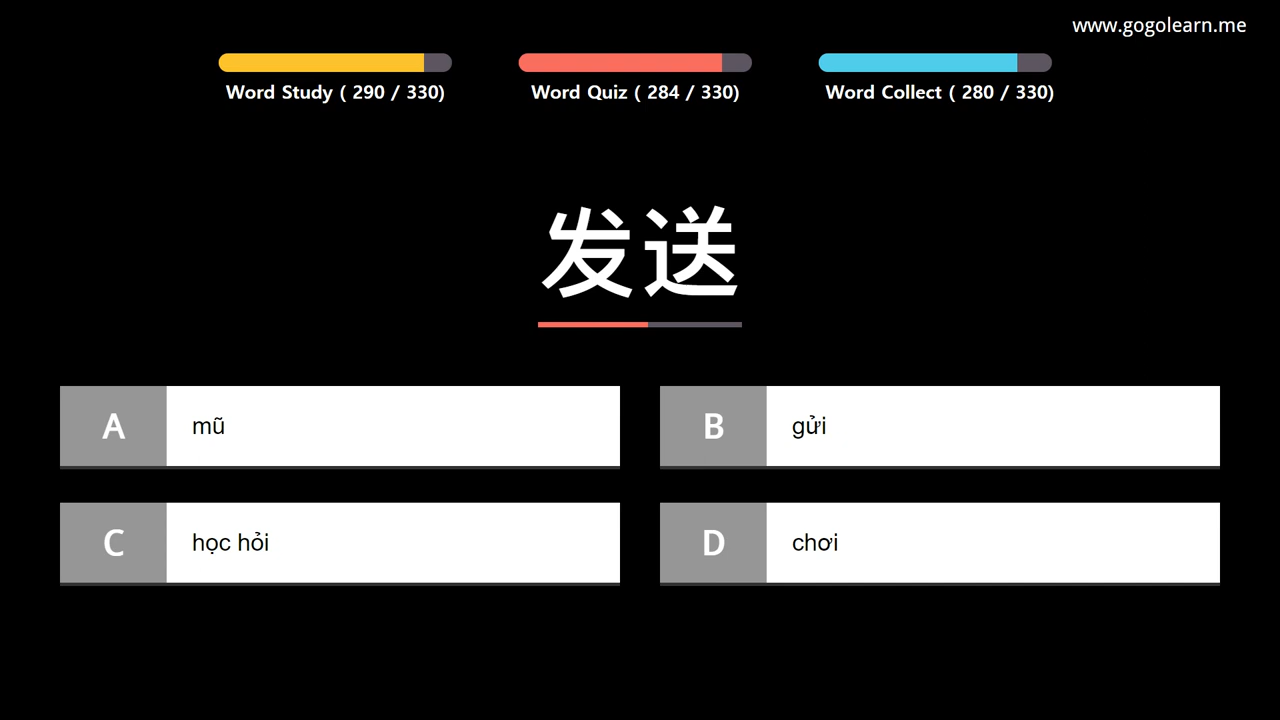 www.gogolearn.me
Word Study ( 290 / 330)
Word Quiz ( 284 / 330)
Word Collect ( 280 / 330)
发送
A mũ
B gửi
C học hỏi
D chơi